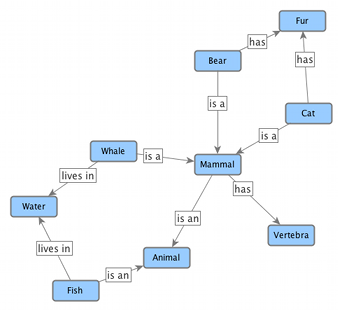 Fur
has
Bear
has
is a
Cat
is a
Whale
is a
Mammal
lives in
has
Water
is an
Vertebra
lives in
Animal
is an
Fish